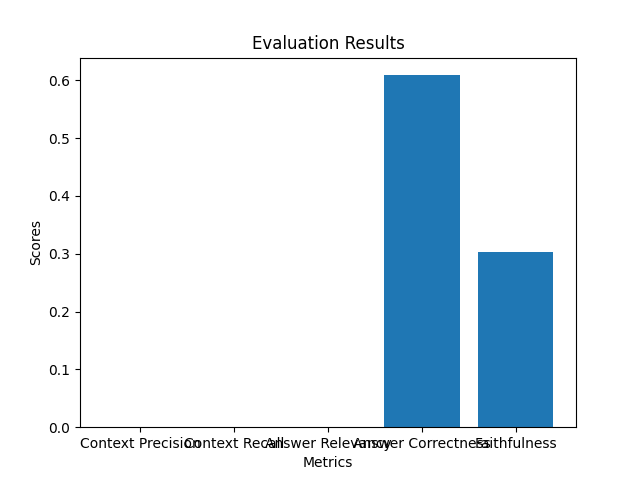 Evaluation Results
0.6
0.5
0.4
0.3
0.2
0.1
0.0
Scores
Context Precision Context Recall Answer Relevancy Answer Correctness Faithfulness
Metrics